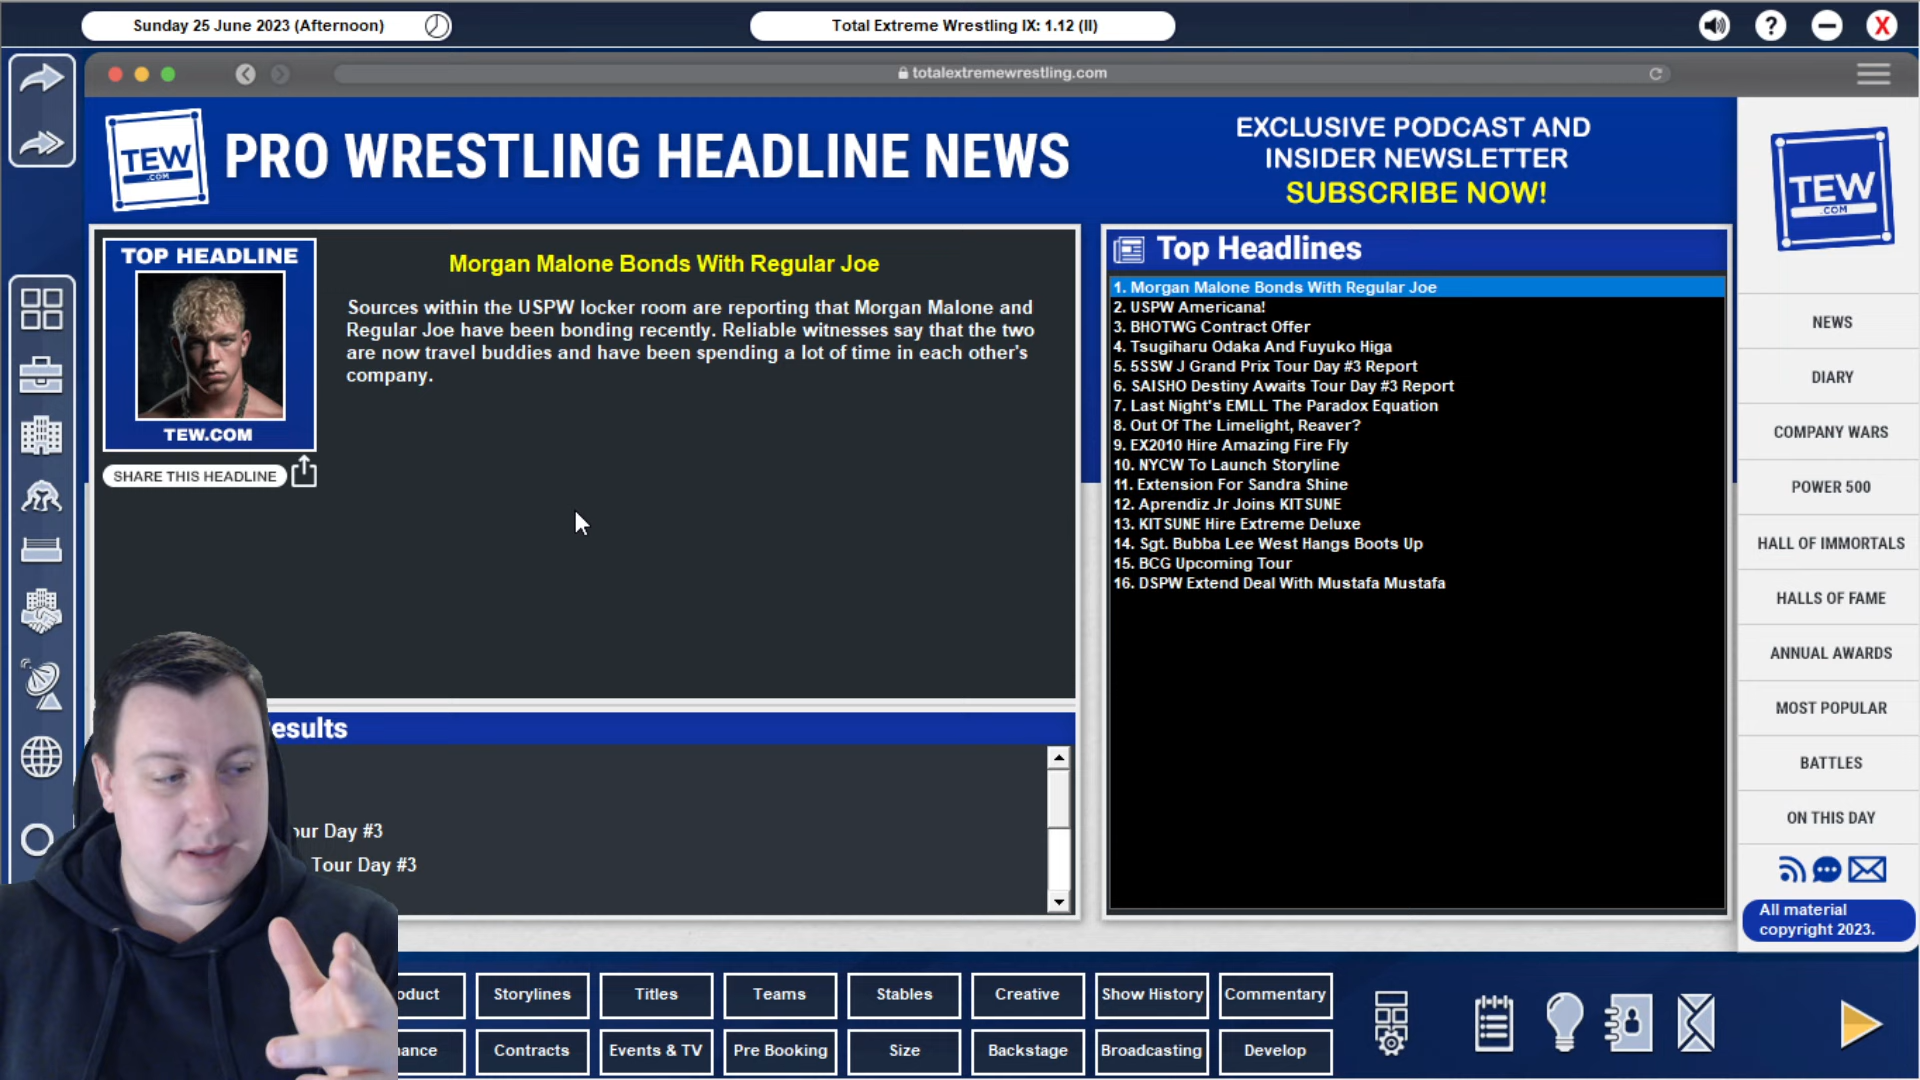 Sunday 25 June 2023 (Afternoon)
Total Extreme Wrestling IX: 1.12 (II)
?
X
totalextremewrestling.com
TEW
.COM
PRO WRESTLING HEADLINE NEWS
EXCLUSIVE PODCAST AND
INSIDER NEWSLETTER
SUBSCRIBE NOW!
TEW
.COM
TOP HEADLINE
TEW.COM
SHARE THIS HEADLINE
Morgan Malone Bonds With Regular Joe
Sources within the USPW locker room are reporting that Morgan Malone and
Regular Joe have been bonding recently. Reliable witnesses say that the two
are now travel buddies and have been spending a lot of time in each other's
company.
Top Headlines
1. Morgan Malone Bonds With Regular Joe
2. USPW Americana!
3. BHOTWG Contract Offer
4. Tsugiharu Odaka And Fuyuko Higa
5. 5SSW J Grand Prix Tour Day #3 Report
6. SAISHO Destiny Awaits Tour Day #3 Report
7. Last Night's EMLL The Paradox Equation
8. Out Of The Limelight, Reaver?
9. EX2010 Hire Amazing Fire Fly
10. NYCW To Launch Storyline
11. Extension For Sandra Shine
12. Aprendiz Jr Joins KITSUNE
13. KITSUNE Hire Extreme Deluxe
14. Sgt. Bubba Lee West Hangs Boots Up
15. BCG Upcoming Tour
16. DSPW Extend Deal With Mustafa Mustafa
NEWS
DIARY
COMPANY WARS
POWER 500
HALL OF IMMORTALS
HALLS OF FAME
ANNUAL AWARDS
MOST POPULAR
BATTLES
ON THIS DAY
All material
copyright 2023.
esults
our Day #3
Tour Day #3
oduct
Storylines
Titles
Teams
Stables
Creative
Show History
Commentary
ance
Contracts
Events & TV
Pre Booking
Size
Backstage
Broadcasting
Develop